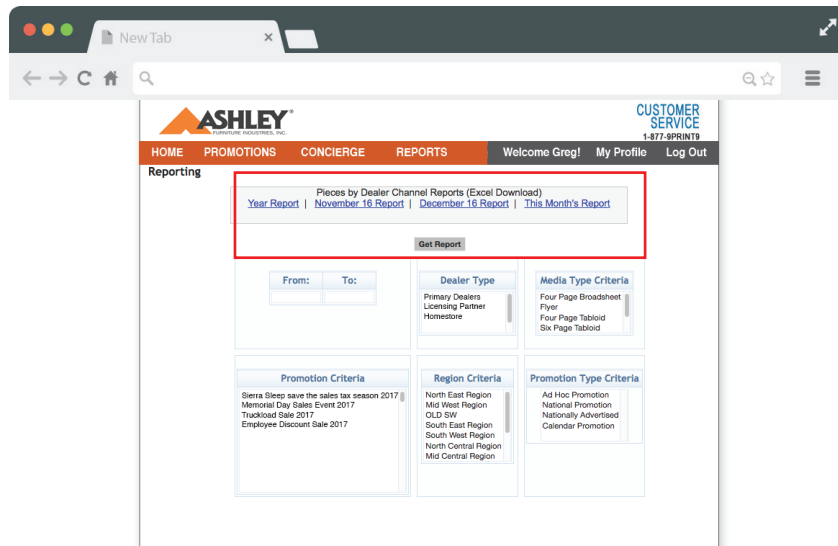 New Tab
ASHLEY®
FURNITURE INDUSTRIES, INC.
CUSTOMER
SERVICE
1-877-9PRINT9
HOME PROMOTIONS CONCIERGE REPORTS Welcome Greg! My Profile Log Out
Reporting
Pieces by Dealer Channel Reports (Excel Download)
Year Report | November 16 Report | December 16 Report | This Month's Report
Get Report
From: To:
Dealer Type
Primary Dealers
Licensing Partner
Homestore
Media Type Criteria
Four Page Broadsheet
Flyer
Four Page Tabloid
Six Page Tabloid
Promotion Criteria
Sierra Sleep save the sales tax season 2017
Memorial Day Sales Event 2017
Truckload Sale 2017
Employee Discount Sale 2017
Region Criteria
North East Region
Mid West Region
OLD SW
South East Region
South West Region
North Central Region
Mid Central Region
Promotion Type Criteria
Ad Hoc Promotion
National Promotion
Nationally Advertised
Calendar Promotion